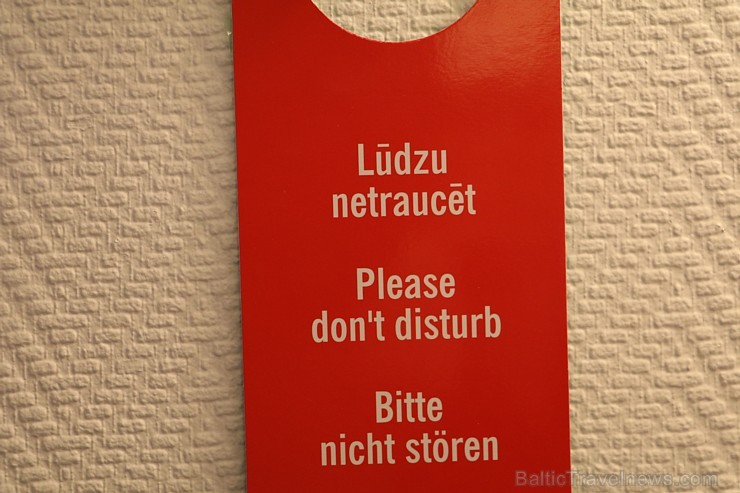 Lūdzu
netraucēt
Please
don't disturb
Bitte
nicht stören
BalticTravelnews.com